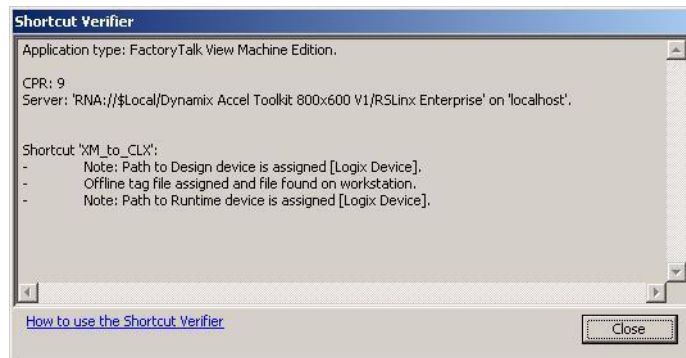 Shortcut Verifier
Application type: FactoryTalk View Machine Edition.
CPR: 9
Server: 'RNA://$Local/Dynamix Accel Toolkit 800x600 V1/RSLinx Enterprise' on 'localhost'.
Shortcut 'XM_to_CLX':
- Note: Path to Design device is assigned [Logix Device].
- Offline tag file assigned and file found on workstation.
- Note: Path to Runtime device is assigned [Logix Device].
How to use the Shortcut Verifier
Close